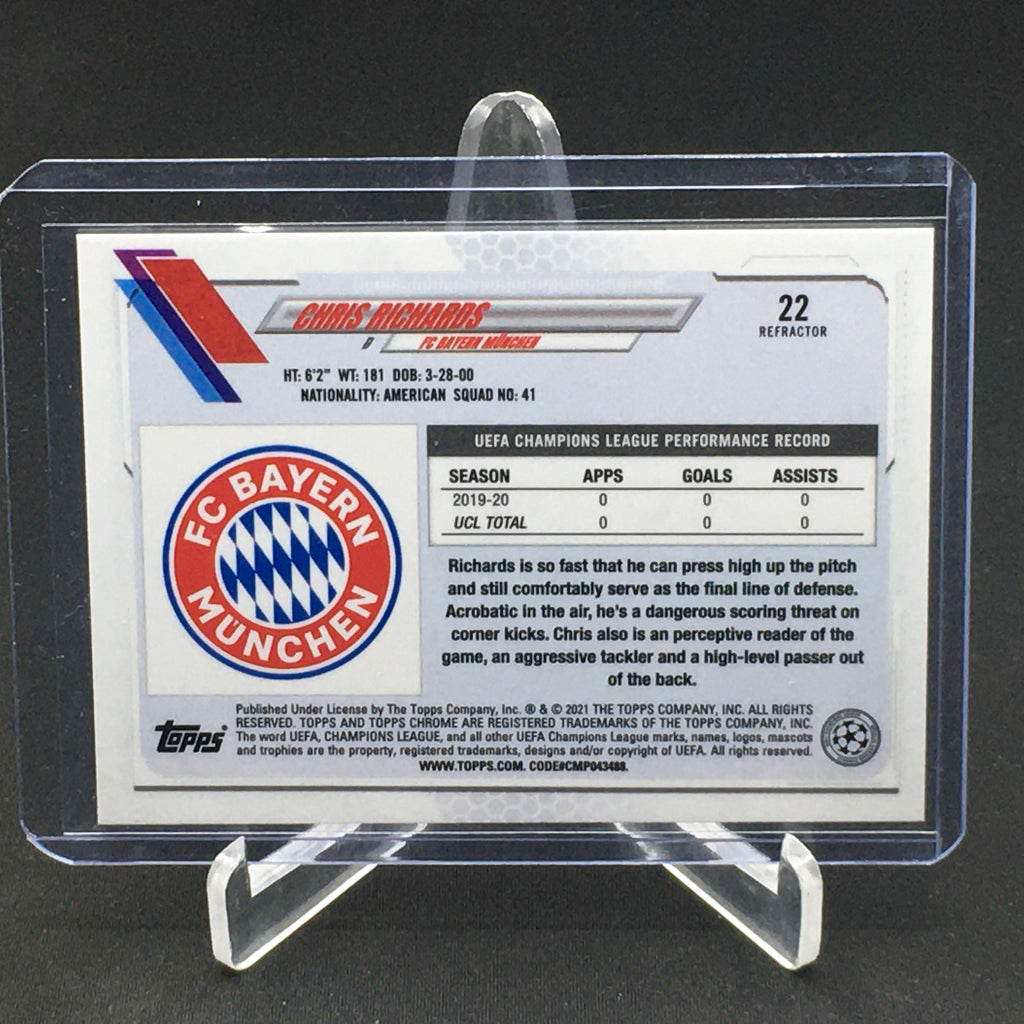 CHRIS RICHARDS
D FC BAYERN MÜNCHEN
22
REFRACTOR
HT: 6'2" WT: 181 DOB: 3-28-00
NATIONALITY: AMERICAN SQUAD NO: 41
FC BAYERN
MÜNCHEN
UEFA CHAMPIONS LEAGUE PERFORMANCE RECORD
SEASON APPS GOALS ASSISTS
2019-20 0 0 0
UCL TOTAL 0 0 0
Richards is so fast that he can press high up the pitch
and still comfortably serve as the final line of defense.
Acrobatic in the air, he's a dangerous scoring threat on
corner kicks. Chris also is an perceptive reader of the
game, an aggressive tackler and a high-level passer out
of the back.
topps®
Published Under License by The Topps Company, Inc. ® & © 2021 THE TOPPS COMPANY, INC. ALL RIGHTS
RESERVED. TOPPS AND TOPPS CHROME ARE REGISTERED TRADEMARKS OF THE TOPPS COMPANY, INC.
The word UEFA, CHAMPIONS LEAGUE, and all other UEFA Champions League marks, names, logos, mascots
and trophies are the property, registered trademarks, designs and/or copyright of UEFA. All rights reserved.
WWW.TOPPS.COM. CODE#CMP043488.